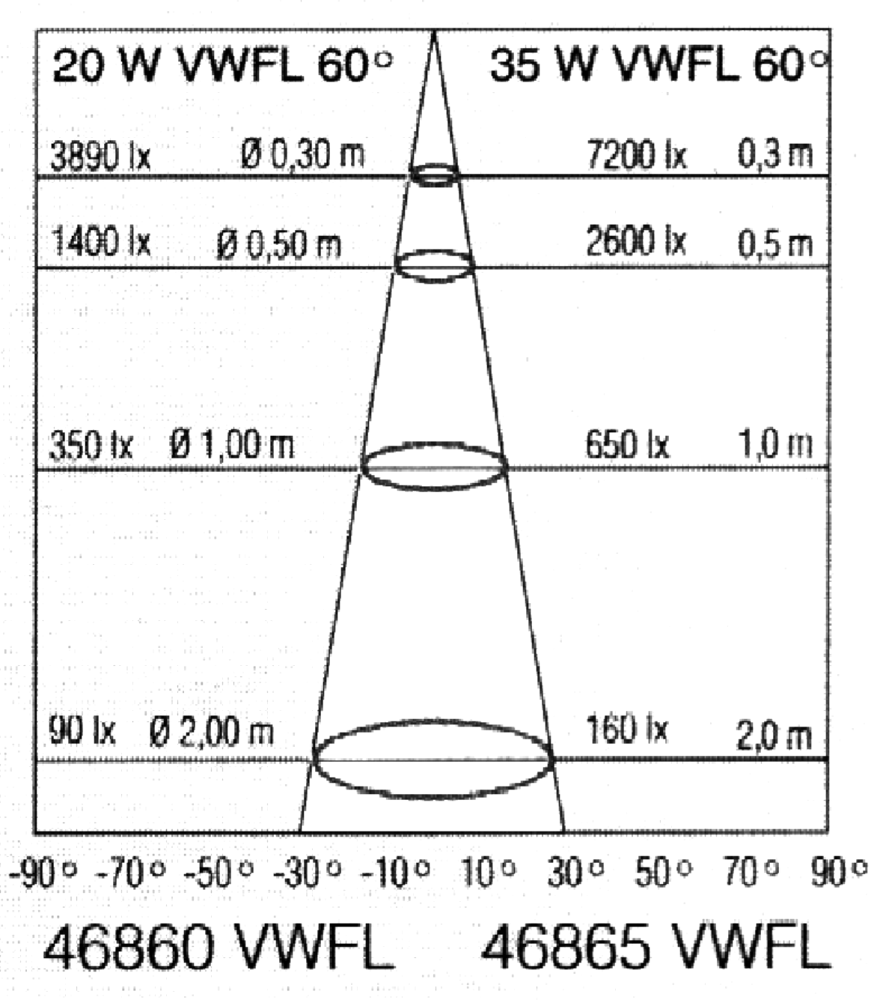 20 W VWFL 60° 35 W VWFL 60°
3890 lx Ø 0,30 m 7200 lx 0,3 m
1400 lx Ø 0,50 m 2600 lx 0,5 m
350 lx Ø 1,00 m 650 lx 1,0 m
90 lx Ø 2,00 m 160 lx 2,0 m
-90° -70° -50° -30° -10° 10° 30° 50° 70° 90°
46860 VWFL 46865 VWFL